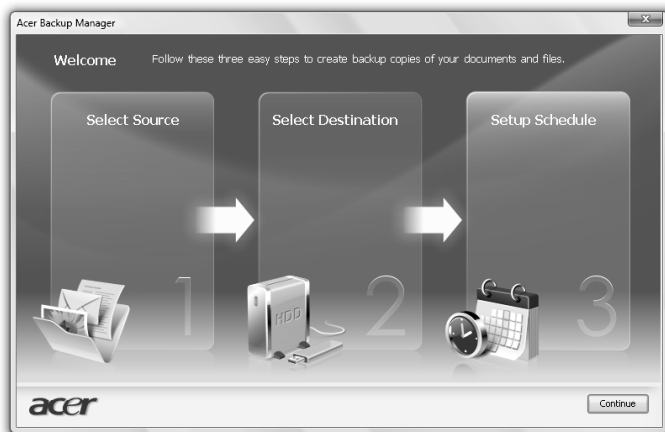 Acer Backup Manager
Welcome
Follow these three easy steps to create backup copies of your documents and files.
Select Source
Select Destination
Setup Schedule
1
HDD
2
3
acer
Continue